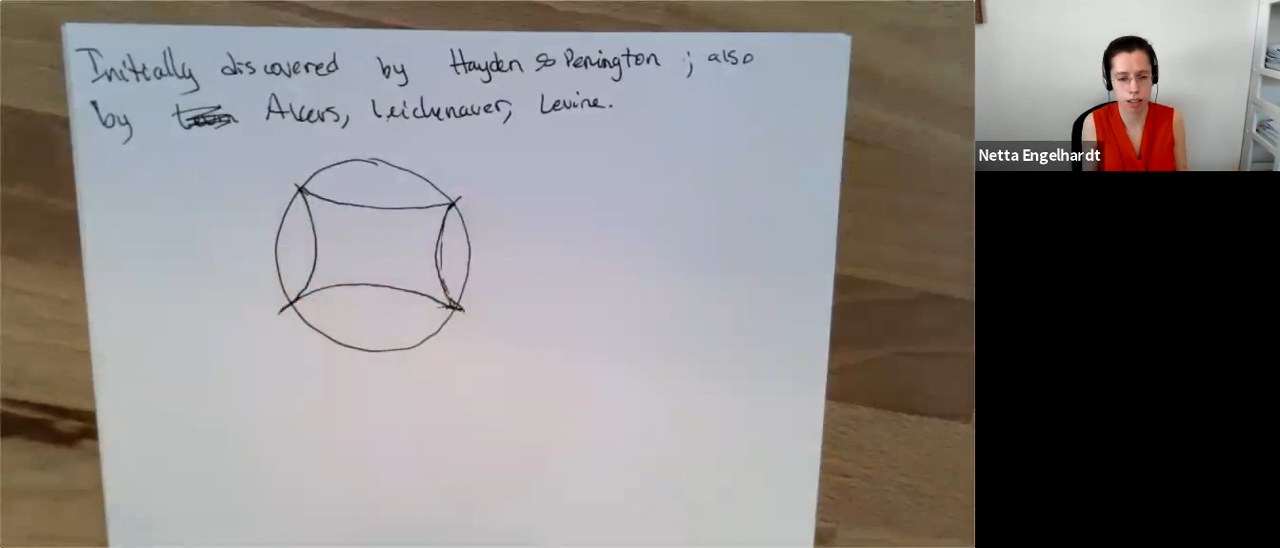 Initially discovered by Hayden & Penington ; also
by Akers, Leichenauer, Levine.
Netta Engelhardt